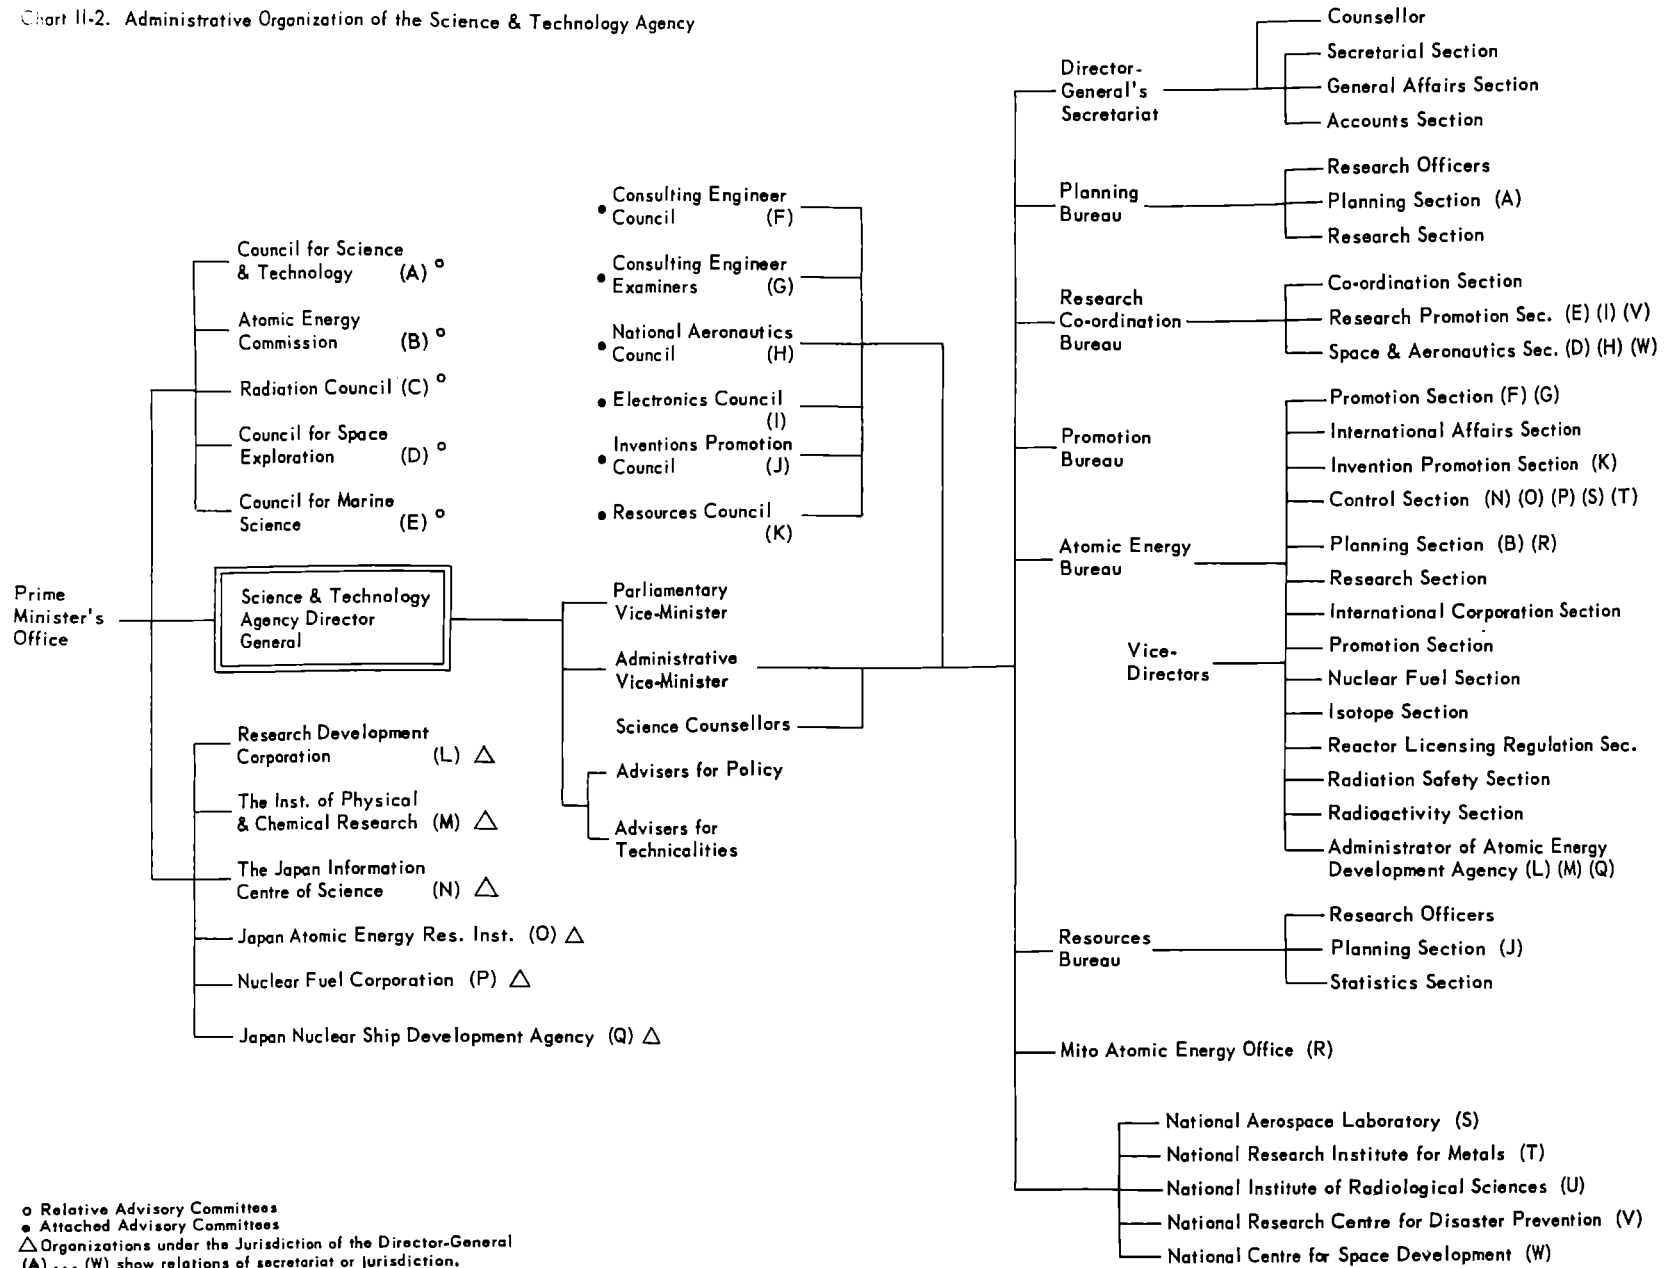 Chart II-2. Administrative Organization of the Science & Technology Agency
Prime
Minister's
Office
Council for Science
& Technology (A) o
Atomic Energy
Commission (B) o
Radiation Council (C) o
Council for Space
Exploration (D) o
Council for Marine
Science (E) o
Science & Technology
Agency Director
General
Research Development
Corporation (L) △
The Inst. of Physical
& Chemical Research (M) △
The Japan Information
Centre of Science (N) △
Japan Atomic Energy Res. Inst. (O) △
Nuclear Fuel Corporation (P) △
Japan Nuclear Ship Development Agency (Q) △
• Consulting Engineer
Council (F)
• Consulting Engineer
Examiners (G)
• National Aeronautics
Council (H)
• Electronics Council
(I)
• Inventions Promotion
Council (J)
• Resources Council
(K)
Parliamentary
Vice-Minister
Administrative
Vice-Minister
Science Counsellors
Advisers for Policy
Advisers for
Technicalities
Director-
General's
Secretariat
Counsellor
Secretarial Section
General Affairs Section
Accounts Section
Planning
Bureau
Research Officers
Planning Section (A)
Research Section
Research
Co-ordination
Bureau
Co-ordination Section
Research Promotion Sec. (E) (I) (V)
Space & Aeronautics Sec. (D) (H) (W)
Promotion
Bureau
Promotion Section (F) (G)
International Affairs Section
Invention Promotion Section (K)
Control Section (N) (O) (P) (S) (T)
Atomic Energy
Bureau
Vice-
Directors
Planning Section (B) (R)
Research Section
International Corporation Section
Promotion Section
Nuclear Fuel Section
Isotope Section
Reactor Licensing Regulation Sec.
Radiation Safety Section
Radioactivity Section
Administrator of Atomic Energy
Development Agency (L) (M) (Q)
Resources
Bureau
Research Officers
Planning Section (J)
Statistics Section
Mito Atomic Energy Office (R)
National Aerospace Laboratory (S)
National Research Institute for Metals (T)
National Institute of Radiological Sciences (U)
National Research Centre for Disaster Prevention (V)
National Centre for Space Development (W)
o Relative Advisory Committees
• Attached Advisory Committees
△ Organizations under the Jurisdiction of the Director-General
(A) ... (W) show relations of secretariat or jurisdiction.